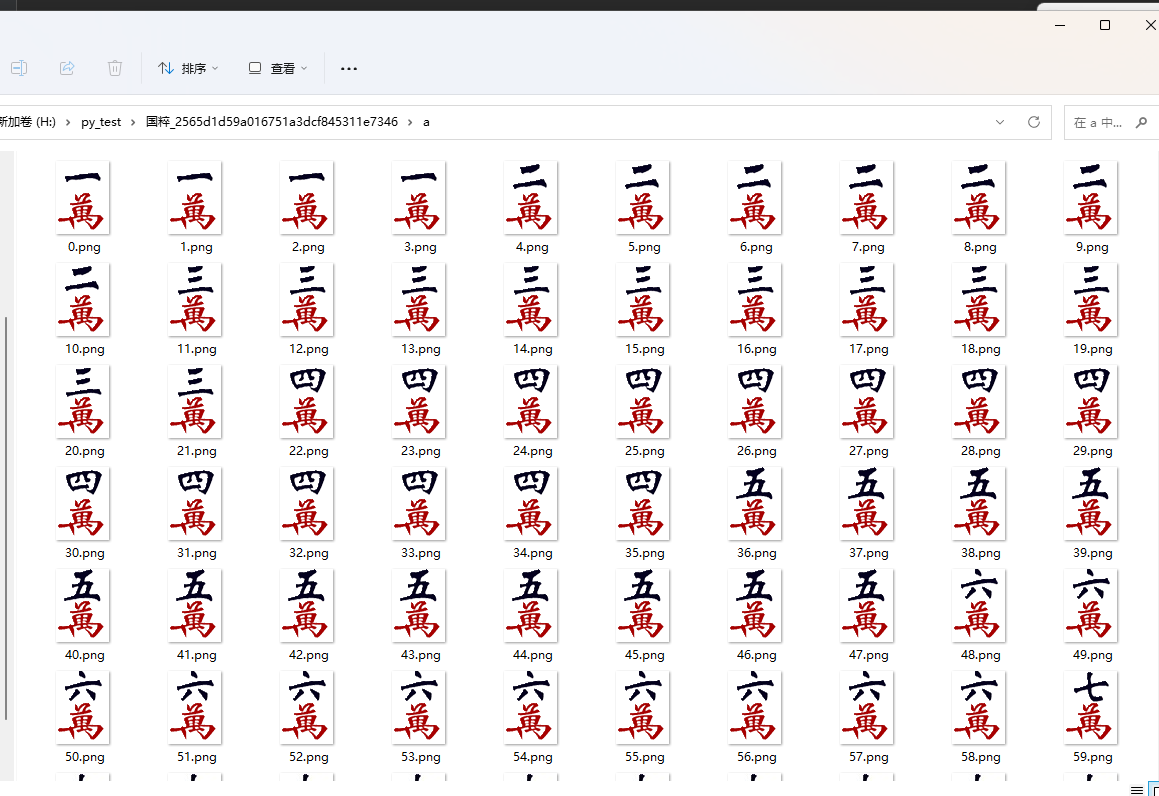 排序 查看
新加卷 (H:) py_test 国粹_2565d1d59a016751a3dcf845311e7346 a 在 a 中...
一 一 一 一 二 二 二 二 二 二
萬 萬 萬 萬 萬 萬 萬 萬 萬 萬
0.png 1.png 2.png 3.png 4.png 5.png 6.png 7.png 8.png 9.png
二 三 三 三 三 三 三 三 三 三
萬 萬 萬 萬 萬 萬 萬 萬 萬 萬
10.png 11.png 12.png 13.png 14.png 15.png 16.png 17.png 18.png 19.png
三 三 四 四 四 四 四 四 四 四
萬 萬 萬 萬 萬 萬 萬 萬 萬 萬
20.png 21.png 22.png 23.png 24.png 25.png 26.png 27.png 28.png 29.png
四 四 四 四 四 四 五 五 五 五
萬 萬 萬 萬 萬 萬 萬 萬 萬 萬
30.png 31.png 32.png 33.png 34.png 35.png 36.png 37.png 38.png 39.png
五 五 五 五 五 五 五 五 六 六
萬 萬 萬 萬 萬 萬 萬 萬 萬 萬
40.png 41.png 42.png 43.png 44.png 45.png 46.png 47.png 48.png 49.png
六 六 六 六 六 六 六 六 六 七
萬 萬 萬 萬 萬 萬 萬 萬 萬 萬
50.png 51.png 52.png 53.png 54.png 55.png 56.png 57.png 58.png 59.png